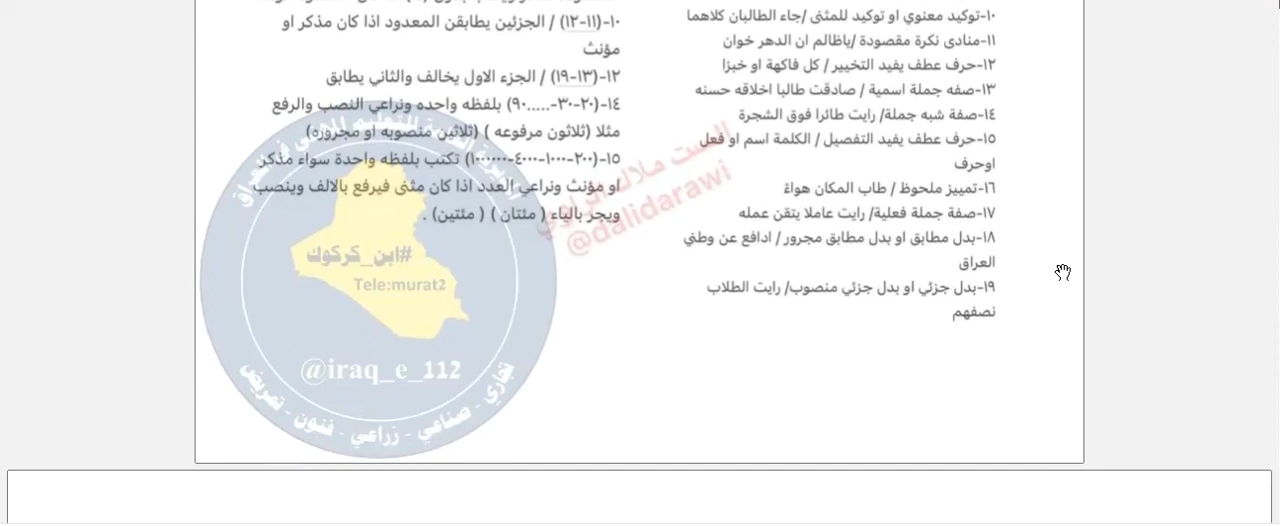 ١٠-توكيد معنوي او توكيد للمثنى /جاء الطالبان كلاهما
١١-منادى نكرة مقصودة /ياظالم ان الدهر خوان
١٢-حرف عطف يفيد التخيير / كل فاكهة او خبزا
١٣-صفه جملة اسمية / صادقت طالبا اخلاقه حسنه
١٤-صفة شبه جملة/ رايت طائرا فوق الشجرة
١٥-حرف عطف يفيد التفصيل / الكلمة اسم او فعل
اوحرف
١٦-تمييز ملحوظ / طاب المكان هواءً
١٧-صفة جملة فعلية/ رايت عاملا يتقن عمله
١٨-بدل مطابق او بدل مطابق مجرور / ادافع عن وطني
العراق
١٩-بدل جزئي او بدل جزئي منصوب/ رايت الطلاب
نصفهم
١٠-(١١-١٢) / الجزئين يطابقن المعدود اذا كان مذكر او
مؤنث
١٢-(١٣-١٩) / الجزء الاول يخالف والثاني يطابق
١٤-(٢٠-٣٠-.....٩٠) بلفظه واحده ونراعي النصب والرفع
مثلا (ثلاثون مرفوعه ) (ثلاثين منصوبه او مجروره)
١٥-(٢٠٠-١٠٠٠-٤٠٠٠-١٠٠٠٠٠٠) تكتب بلفظه واحدة سواء مذكر
او مؤنث ونراعي العدد اذا كان مثنى فيرفع بالالف وينصب
ويجر بالياء ( مئتان ) ( مئتين) .
الست ملاك
@dalidarawi
#ابن_كركوك
Tele:murat2
@iraq_e_112
تجاري - صناعي - زراعي - فنون - تمريض